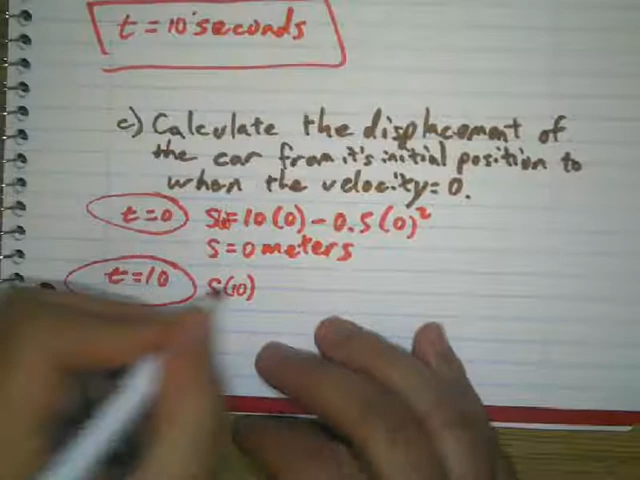 t = 10 seconds
c) Calculate the displacement of
the car from it's initial position to
when the velocity = 0.
t=0 S = 10(0) - 0.5(0)²
S = 0 meters
t=10 S(10)